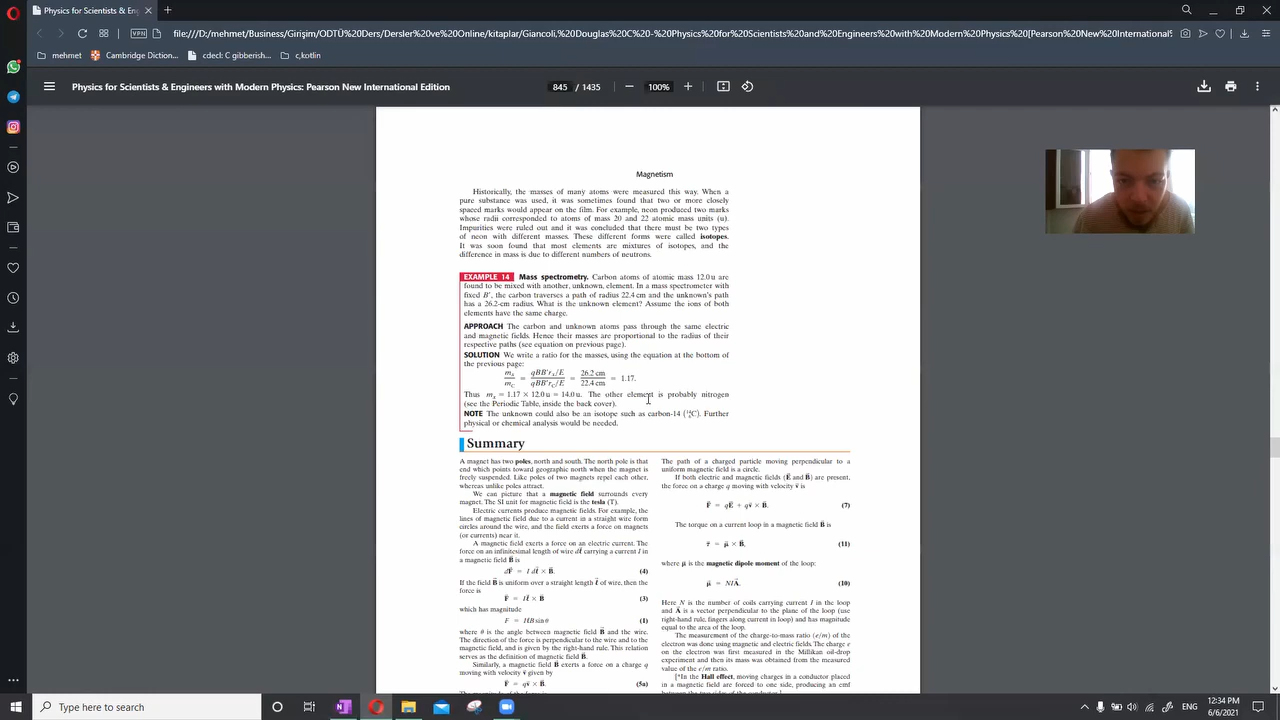 Physics for Scientists & Eng
VPN
file:///D:/mehmet/bilişim/Orijinaller/ODTÜ Ders/Dersler
mehmet
Cambridge Dictiona...
cdecl: C gibberish...
c,kotlin
Physics for Scientists & Engineers with Modern Physics: Pearson New International Edition
845 / 1435
100%
Magnetism
Historically, the masses of many atoms were measured this way. When a
pure substance was used, it was sometimes found that two or more closely
spaced marks would appear on the film. For example, neon produced two marks
whose radii corresponded to atoms of mass 20 and 22 atomic mass units (u).
Impurities were ruled out and it was concluded that there must be two types
of neon with different masses. These different forms were called isotopes.
It was soon found that most elements are mixtures of isotopes, and the
difference in mass is due to different numbers of neutrons.
EXAMPLE 14 Mass spectrometry. Carbon atoms of atomic mass 12.0 u are
found to be mixed with another, unknown, element. In a mass spectrometer with
fixed B′, the carbon traverses a path of radius 22.4 cm and the unknown's path
has a 26.2-cm radius. What is the unknown element? Assume the ions of both
elements have the same charge.
APPROACH The carbon and unknown atoms pass through the same electric
and magnetic fields. Hence their masses are proportional to the radius of their
respective paths (see equation on previous page).
SOLUTION We write a ratio for the masses, using the equation at the bottom of
the previous page:
mx/mC = qBB′rx/E / qBB′rC/E = 26.2 cm / 22.4 cm = 1.17.
Thus mx = 1.17 × 12.0 u = 14.0 u. The other element is probably nitrogen
(see the Periodic Table, inside the back cover).
NOTE The unknown could also be an isotope such as carbon-14 (¹⁴₆C). Further
physical or chemical analysis would be needed.
Summary
A magnet has two poles, north and south. The north pole is that
end which points toward geographic north when the magnet is
freely suspended. Like poles of two magnets repel each other,
whereas unlike poles attract.
We can picture that a magnetic field surrounds every
magnet. The SI unit for magnetic field is the tesla (T).
Electric currents produce magnetic fields. For example, the
lines of magnetic field due to a current in a straight wire form
circles around the wire, and the field exerts a force on magnets
(or currents) near it.
A magnetic field exerts a force on an electric current. The
force on an infinitesimal length of wire dℓ⃗ carrying a current I in
a magnetic field B⃗ is
dF⃗ = I dℓ⃗ × B⃗. (4)
If the field B⃗ is uniform over a straight length ℓ⃗ of wire, then the
force is
F⃗ = Iℓ⃗ × B⃗ (3)
which has magnitude
F = IℓB sin θ (1)
where θ is the angle between magnetic field B⃗ and the wire.
The direction of the force is perpendicular to the wire and to the
magnetic field, and is given by the right-hand rule. This relation
serves as the definition of magnetic field B⃗.
Similarly, a magnetic field B⃗ exerts a force on a charge q
moving with velocity v⃗ given by
F⃗ = qv⃗ × B⃗. (5a)
The path of a charged particle moving perpendicular to a
uniform magnetic field is a circle.
If both electric and magnetic fields (E⃗ and B⃗) are present,
the force on a charge q moving with velocity v⃗ is
F⃗ = qE⃗ + qv⃗ × B⃗. (7)
The torque on a current loop in a magnetic field B⃗ is
τ⃗ = μ⃗ × B⃗, (11)
where μ⃗ is the magnetic dipole moment of the loop:
μ⃗ = NIA⃗. (10)
Here N is the number of coils carrying current I in the loop
and A⃗ is a vector perpendicular to the plane of the loop (use
right-hand rule, fingers along current in loop) and has magnitude
equal to the area of the loop.
The measurement of the charge-to-mass ratio (e/m) of the
electron was done using magnetic and electric fields. The charge e
on the electron was first measured in the Millikan oil-drop
experiment and then its mass was obtained from the measured
value of the e/m ratio.
[*In the Hall effect, moving charges in a conductor placed
in a magnetic field are forced to one side, producing an emf
Type here to search
ENG
12:34 PM
6/6/2021